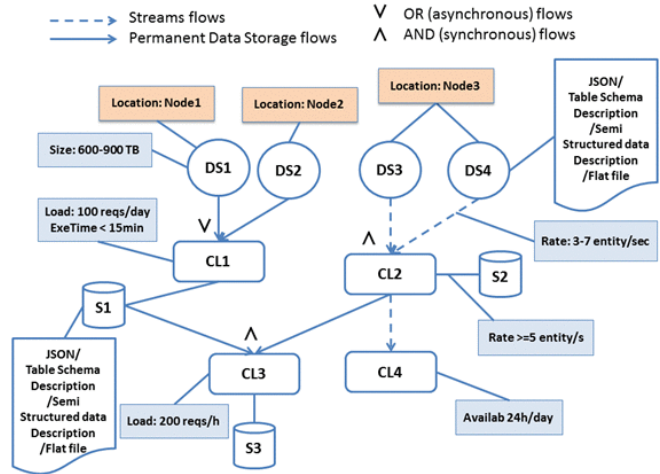 Streams flows
Permanent Data Storage flows
V OR (asynchronous) flows
∧ AND (synchronous) flows
Location: Node1
Location: Node2
Location: Node3
JSON/
Table Schema
Description
/Semi
Structured data
Description
/Flat file
Size: 600-900 TB
DS1
DS2
DS3
DS4
Load: 100 reqs/day
ExeTime < 15min
V
∧
Rate: 3-7 entity/sec
CL1
CL2
S2
S1
∧
Rate >=5 entity/s
JSON/
Table Schema
Description
/Semi
Structured data
Description
/Flat file
CL3
CL4
Load: 200 reqs/h
Availab 24h/day
S3